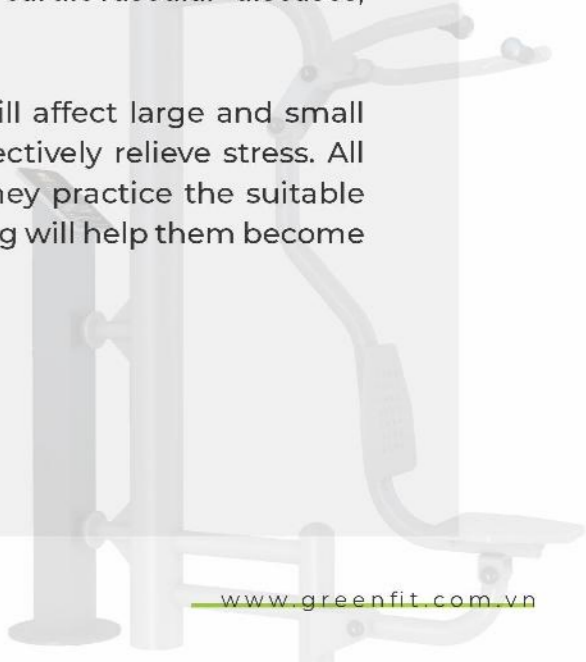 ill affect large and small
ectively relieve stress. All
ney practice the suitable
g will help them become
www.greenfit.com.vn